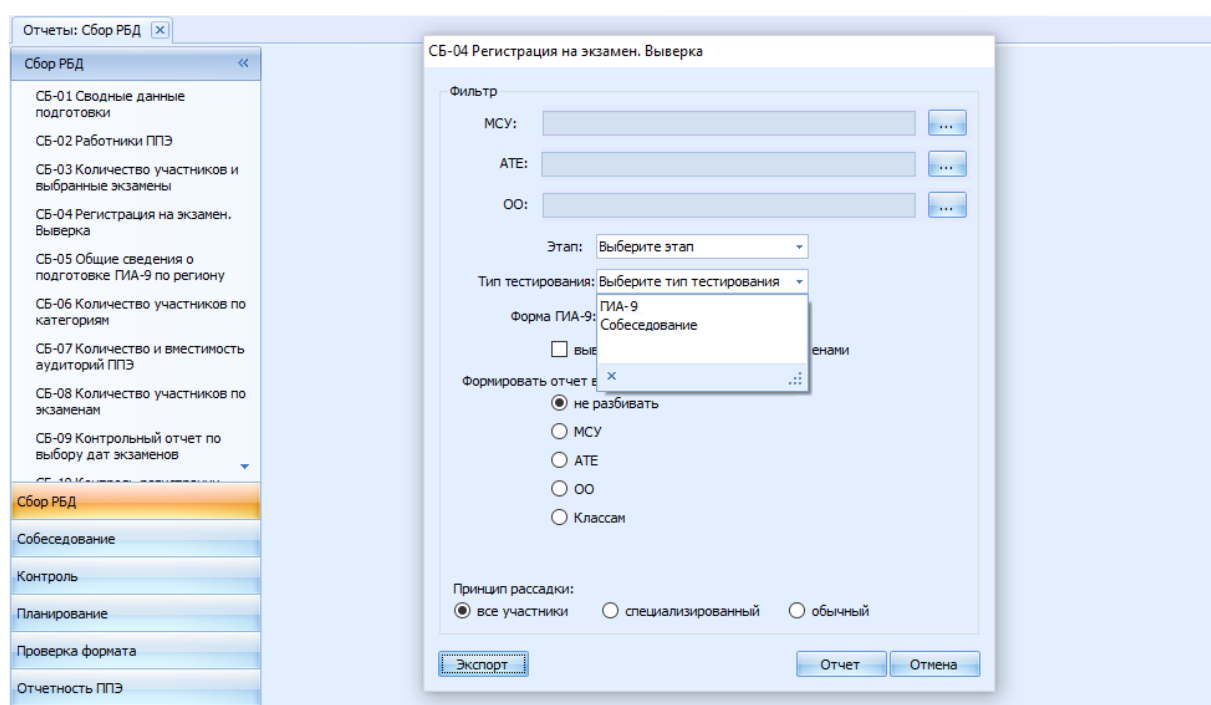 Отчеты: Сбор РБД
Сбор РБД
СБ-01 Сводные данные
подготовки
СБ-02 Работники ППЭ
СБ-03 Количество участников и
выбранные экзамены
СБ-04 Регистрация на экзамен.
Выверка
СБ-05 Общие сведения о
подготовке ГИА-9 по региону
СБ-06 Количество участников по
категориям
СБ-07 Количество и вместимость
аудиторий ППЭ
СБ-08 Количество участников по
экзаменам
СБ-09 Контрольный отчет по
выбору дат экзаменов
Сбор РБД
Собеседование
Контроль
Планирование
Проверка формата
Отчетность ППЭ
СБ-04 Регистрация на экзамен. Выверка
Фильтр
МСУ: ...
АТЕ: ...
ОО: ...
Этап: Выберите этап
Тип тестирования: Выберите тип тестирования
ГИА-9
Форма ГИА-9:
Собеседование
Формировать отчет
не разбивать
МСУ
АТЕ
ОО
Классам
Принцип рассадки:
все участники специализированный обычный
Экспорт Отчет Отмена